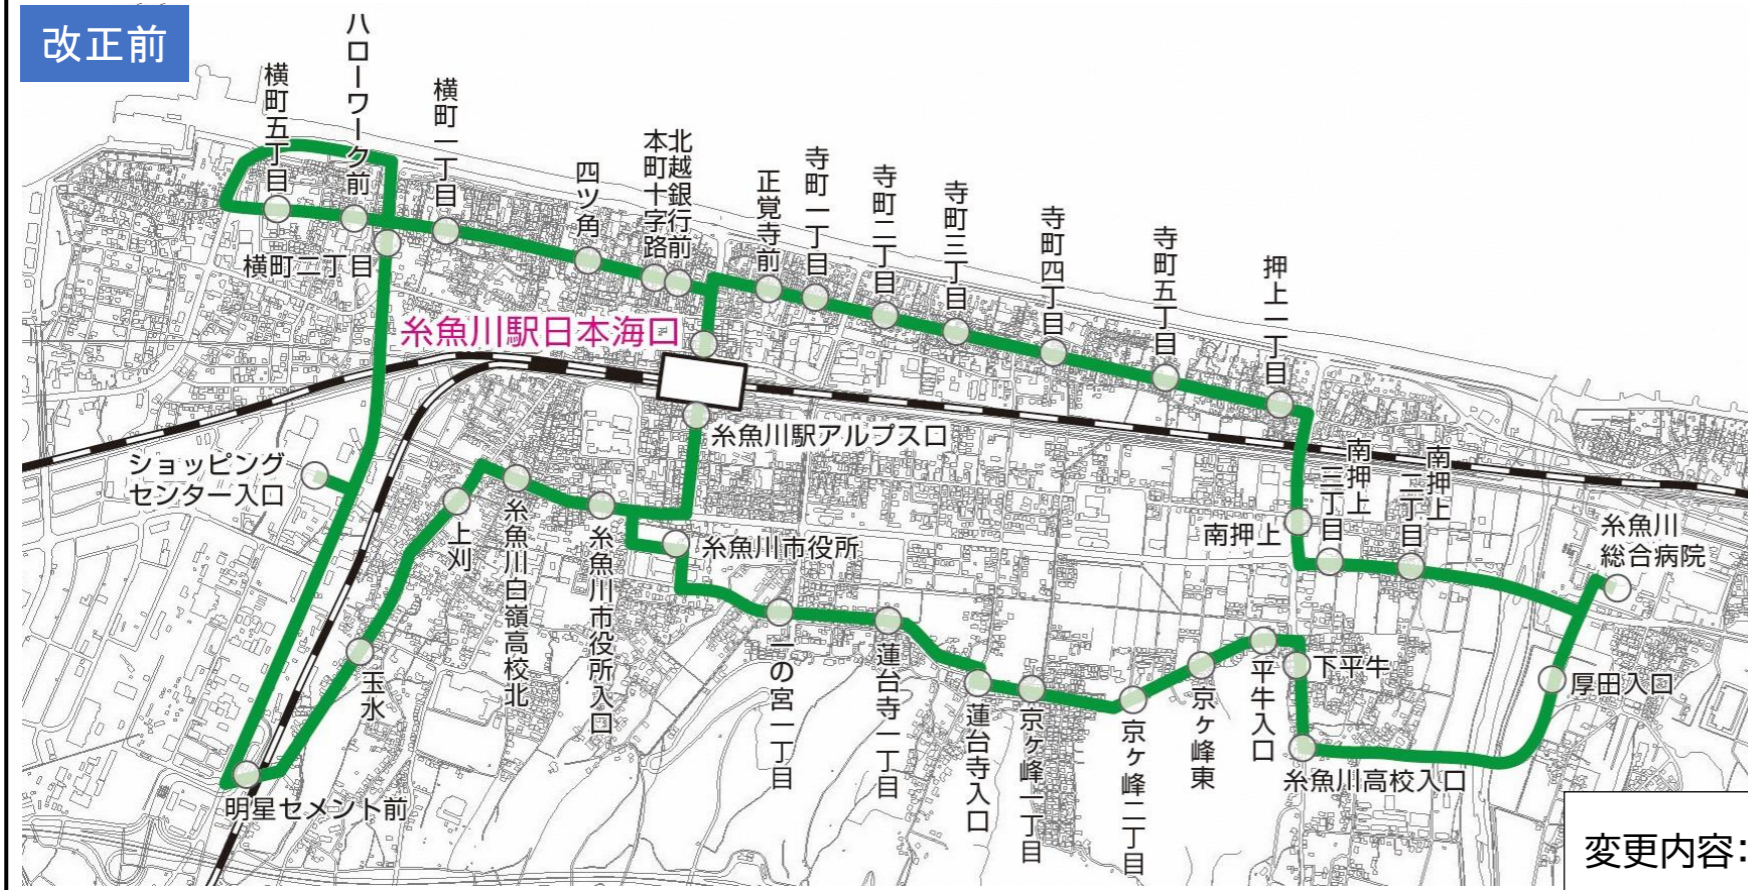 改正前
ハローワーク前
横町五丁目
横町一丁目
横町二丁目
四ツ角
本町十字路
北越銀行前
正覚寺前
寺町一丁目
寺町二丁目
寺町三丁目
寺町四丁目
寺町五丁目
押上一丁目
糸魚川駅日本海口
糸魚川駅アルプス口
ショッピング
センター入口
上刈
糸魚川白嶺高校北
糸魚川市役所入口
糸魚川市役所
南押上
南押上
三丁目
南押上
二丁目
糸魚川
総合病院
玉水
一の宮一丁目
蓮台寺一丁目
蓮台寺入口
京ヶ峰一丁目
京ヶ峰二丁目
京ヶ峰東
平牛入口
下平牛
厚田入口
糸魚川高校入口
明星セメント前
変更内容: